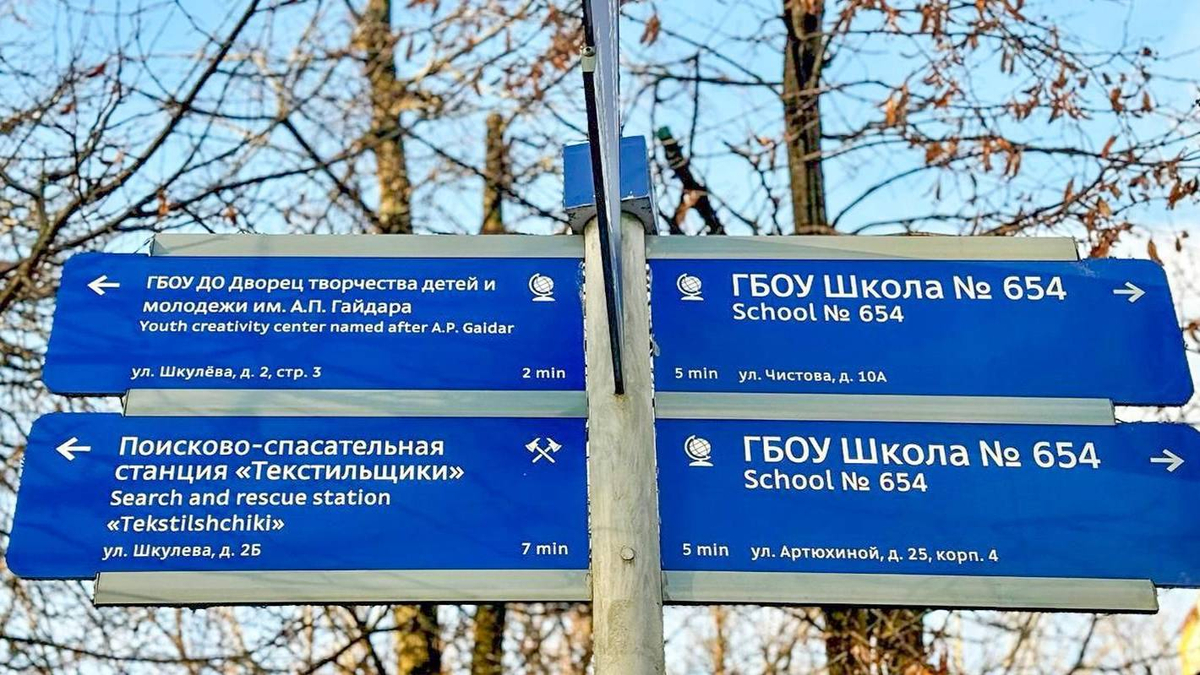 ГБОУ ДО Дворец творчества детей и
молодежи им. А.П. Гайдара
Youth creativity center named after A.P. Gaidar
ул. Шкулёва, д. 2, стр. 3
2 min
Поисково-спасательная
станция «Текстильщики»
Search and rescue station
«Tekstilshchiki»
ул. Шкулева, д. 2Б
7 min
ГБОУ Школа № 654
School № 654
5 min ул. Чистова, д. 10А
ГБОУ Школа № 654
School № 654
5 min ул. Артюхиной, д. 25, корп. 4